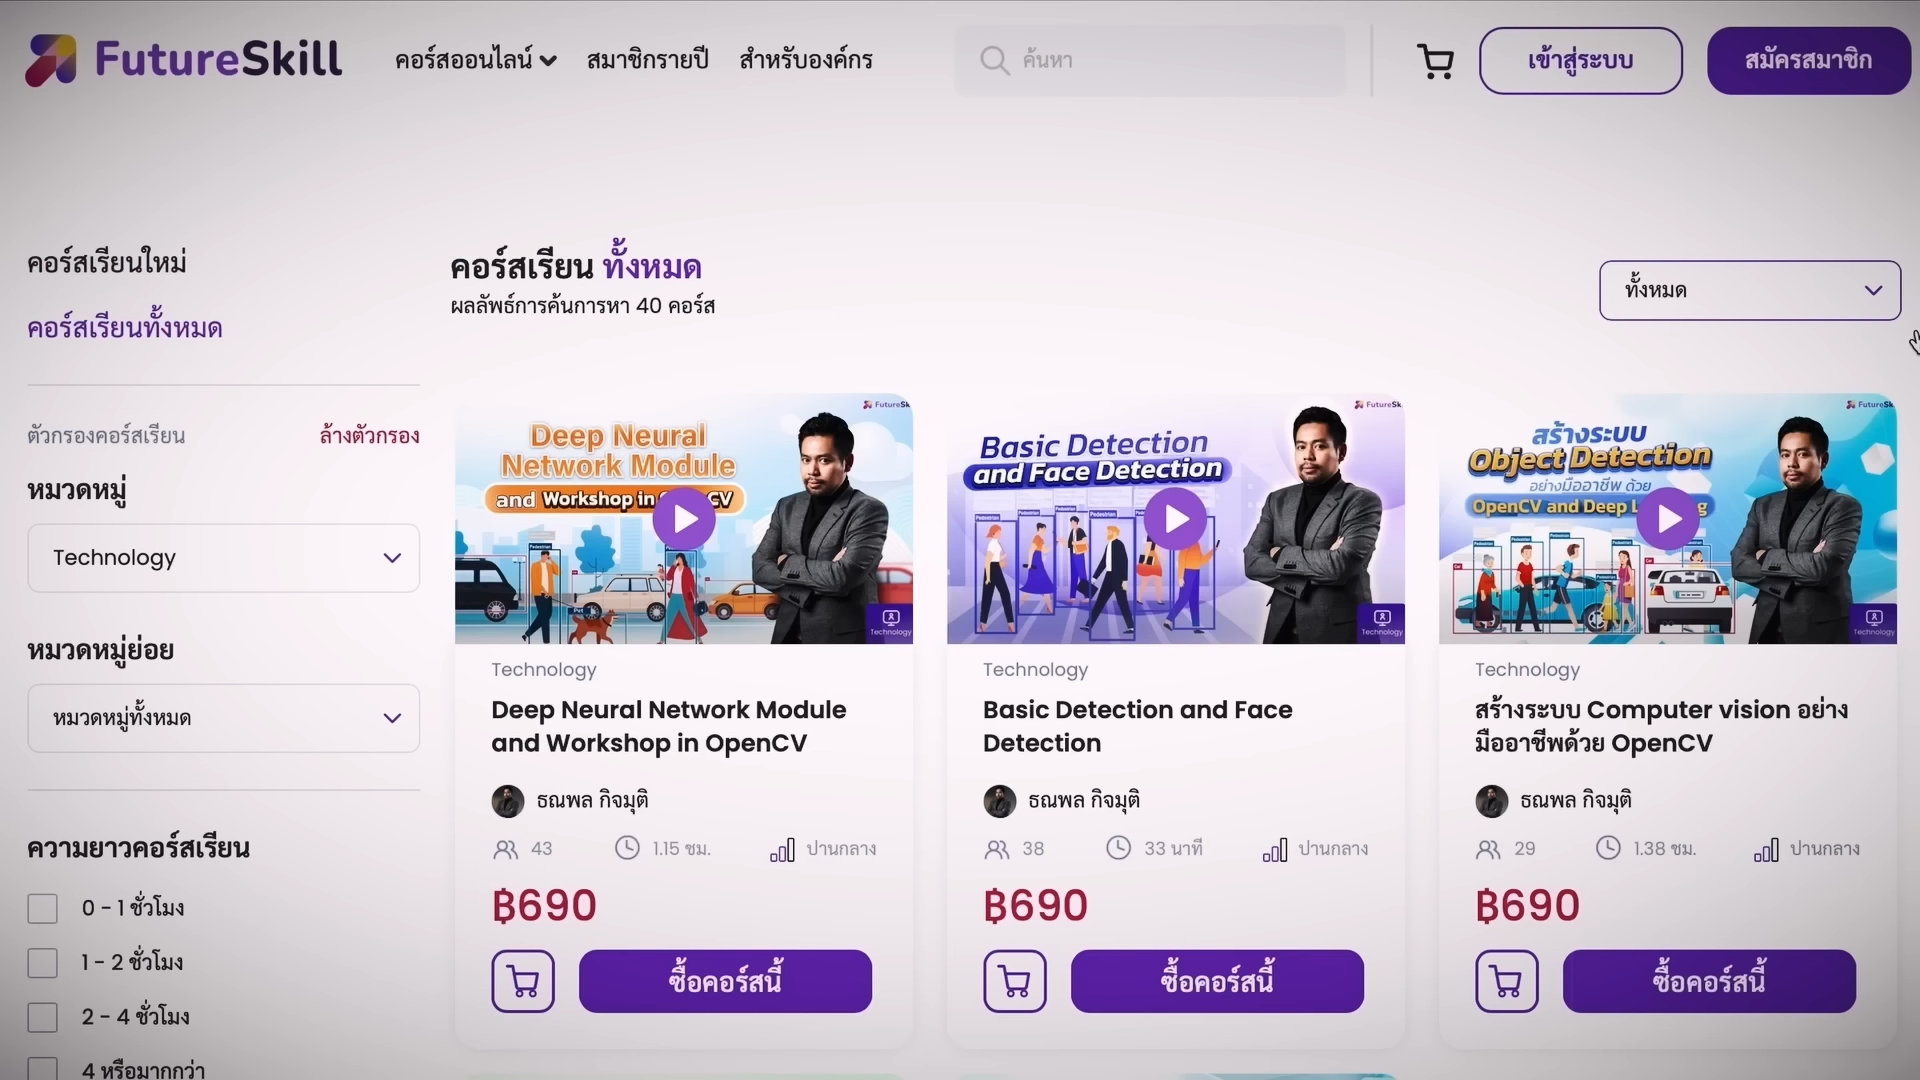 FutureSkill
คอร์สออนไลน์
สมาชิกรายปี
สำหรับองค์กร
ค้นหา
เข้าสู่ระบบ
สมัครสมาชิก
คอร์สเรียนใหม่
คอร์สเรียนทั้งหมด
ตัวกรองคอร์สเรียน
ล้างตัวกรอง
หมวดหมู่
Technology
หมวดหมู่ย่อย
หมวดหมู่ทั้งหมด
ความยาวคอร์สเรียน
0 - 1 ชั่วโมง
1 - 2 ชั่วโมง
2 - 4 ชั่วโมง
4 หรือมากกว่า
คอร์สเรียน ทั้งหมด
ผลลัพธ์การค้นการหา 40 คอร์ส
ทั้งหมด
FutureSk
Deep Neural
Network Module
and Workshop in
CV
Technology
Technology
Deep Neural Network Module
and Workshop in OpenCV
ธณพล กิจมุติ
43
1.15 ชม.
ปานกลาง
฿690
ซื้อคอร์สนี้
FutureSk
Basic Detection
and Face Detection
Technology
Technology
Basic Detection and Face
Detection
ธณพล กิจมุติ
38
33 นาที
ปานกลาง
฿690
ซื้อคอร์สนี้
FutureSk
สร้างระบบ
Object Detection
อย่างมืออาชีพ ด้วย
OpenCV and Deep L
g
Technology
Technology
สร้างระบบ Computer vision อย่าง
มืออาชีพด้วย OpenCV
ธณพล กิจมุติ
29
1.38 ชม.
ปานกลาง
฿690
ซื้อคอร์สนี้